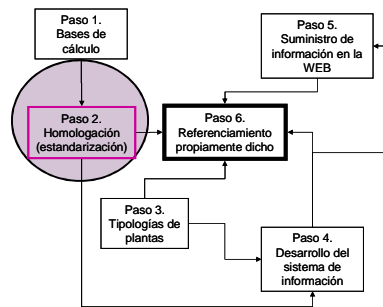 Paso 1.
Bases de
cálculo
Paso 5.
Suministro de
información en la
WEB
Paso 2.
Homologación
(estandarización)
Paso 6.
Referenciamiento
propiamente dicho
Paso 3.
Tipologías de
plantas
Paso 4.
Desarrollo del
sistema de
información